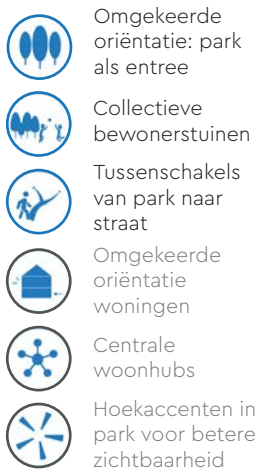 Omgekeerde
oriëntatie: park
als entree
Collectieve
bewonerstuinen
Tussenschakels
van park naar
straat
Omgekeerde
oriëntatie
woningen
Centrale
woonhubs
Hoekaccenten in
park voor betere
zichtbaarheid